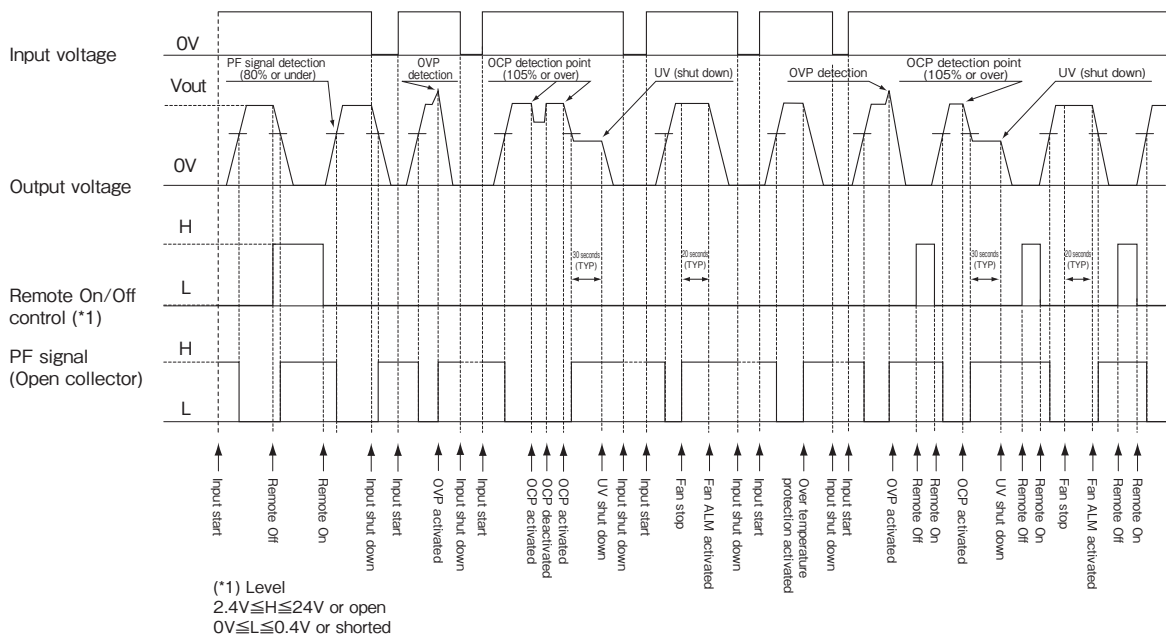 Input voltage
0V
PF signal detection
(80% or under)
OVP
detection
OCP detection point
(105% or over)
UV (shut down)
OVP detection
OCP detection point
(105% or over)
UV (shut down)
Vout
0V
Output voltage
H
L
30 seconds
(TYP)
20 seconds
(TYP)
30 seconds
(TYP)
20 seconds
(TYP)
Remote On/Off
control (*1)
H
PF signal
(Open collector)
L
Input start
Remote Off
Remote On
Input shut down
Input start
OVP activated
Input shut down
Input start
OCP activated
OCP deactivated
OCP activated
UV shut down
Input shut down
Input start
Fan stop
Fan ALM activated
Input shut down
Input start
Over temperature
protection activated
Input shut down
Input start
OVP activated
Remote Off
Remote On
OCP activated
UV shut down
Remote Off
Remote On
Fan stop
Fan ALM activated
Remote Off
Remote On
(*1) Level
2.4V≦H≦24V or open
0V≦L≦0.4V or shorted